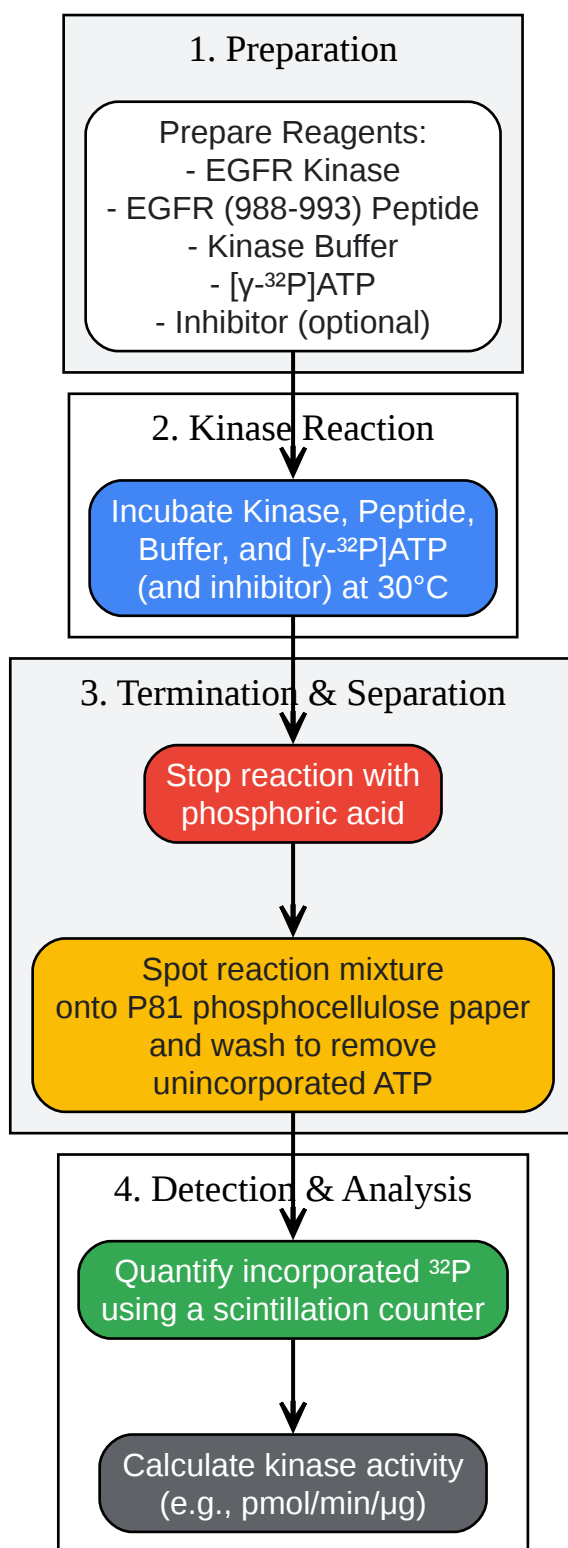 1. Preparation
Prepare Reagents:
- EGFR Kinase
- EGFR (988-993) Peptide
- Kinase Buffer
- [γ-³²P]ATP
- Inhibitor (optional)
2. Kinase Reaction
Incubate Kinase, Peptide,
Buffer, and [γ-³²P]ATP
(and inhibitor) at 30°C
3. Termination & Separation
Stop reaction with
phosphoric acid
Spot reaction mixture
onto P81 phosphocellulose paper
and wash to remove
unincorporated ATP
4. Detection & Analysis
Quantify incorporated ³²P
using a scintillation counter
Calculate kinase activity
(e.g., pmol/min/μg)